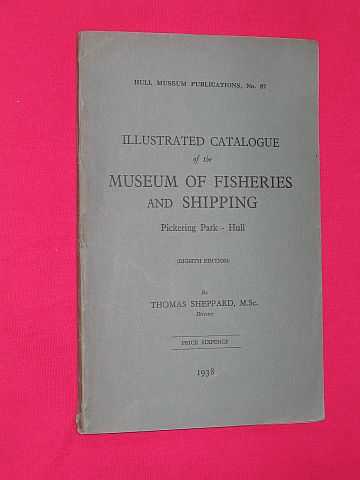 HULL MUSEUM PUBLICATIONS, No. 87
ILLUSTRATED CATALOGUE
of the
MUSEUM OF FISHERIES
AND SHIPPING
Pickering Park - Hull
(EIGHTH EDITION)
By
THOMAS SHEPPARD, M.Sc.
Director
PRICE SIXPENCE
1938